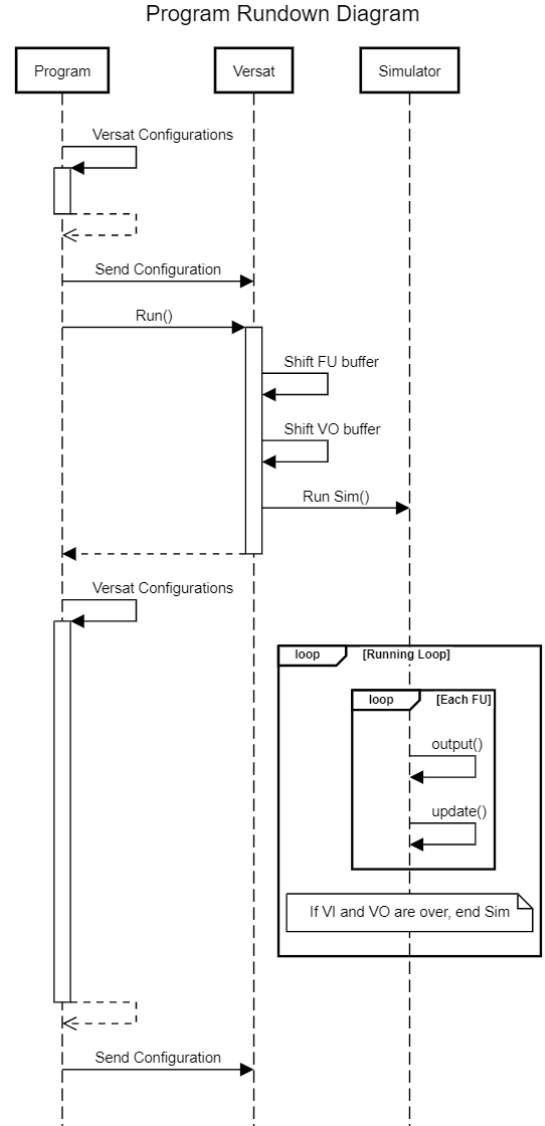 Program Rundown Diagram
Program
Versat
Simulator
Versat Configurations
Send Configuration
Run()
Shift FU buffer
Shift VO buffer
Run Sim()
Versat Configurations
loop
[Running Loop]
loop
[Each FU]
output()
update()
If VI and VO are over, end Sim
Send Configuration